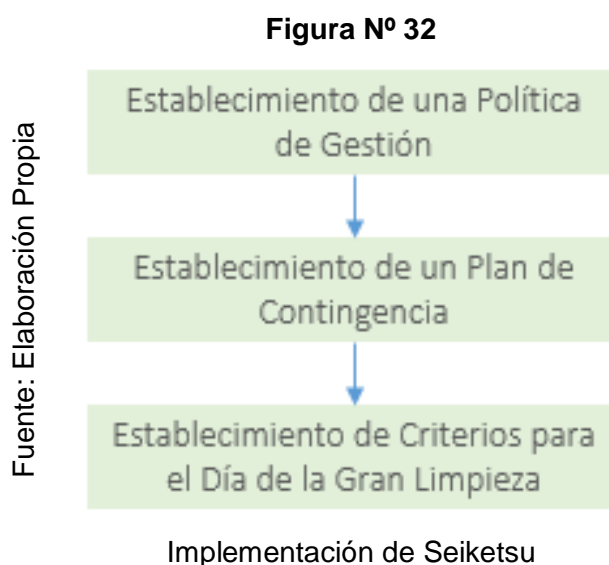 Figura Nº 32
Fuente: Elaboración Propia
Establecimiento de una Política
de Gestión
Establecimiento de un Plan de
Contingencia
Establecimiento de Criterios para
el Día de la Gran Limpieza
Implementación de Seiketsu